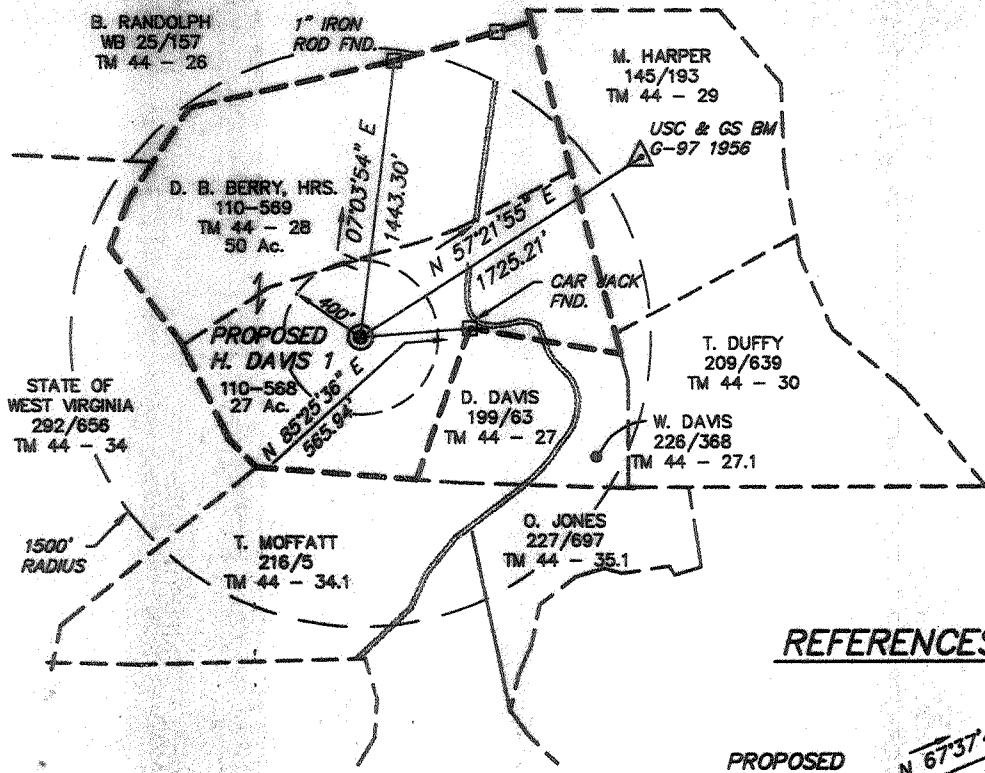 B. RANDOLPH
WB 25/157
TM 44 - 26
1" IRON
ROD FND.
M. HARPER
145/193
TM 44 - 29
USC & GS BM
G-97 1956
D. B. BERRY, HRS.
110-569
TM 44 - 28
50 Ac.
N 07°03'54" E
1443.30'
N 57°21'55" E
1725.21'
CAR JACK
FND.
400'
PROPOSED
H. DAVIS 1
110-568
27 Ac.
N 85°25'36" E
565.94'
STATE OF
WEST VIRGINIA
292/656
TM 44 - 34
D. DAVIS
199/63
TM 44 - 27
T. DUFFY
209/639
TM 44 - 30
W. DAVIS
226/368
TM 44 - 27.1
1500'
RADIUS
T. MOFFATT
216/5
TM 44 - 34.1
O. JONES
227/697
TM 44 - 35.1
REFERENCES
PROPOSED
N 67°37'